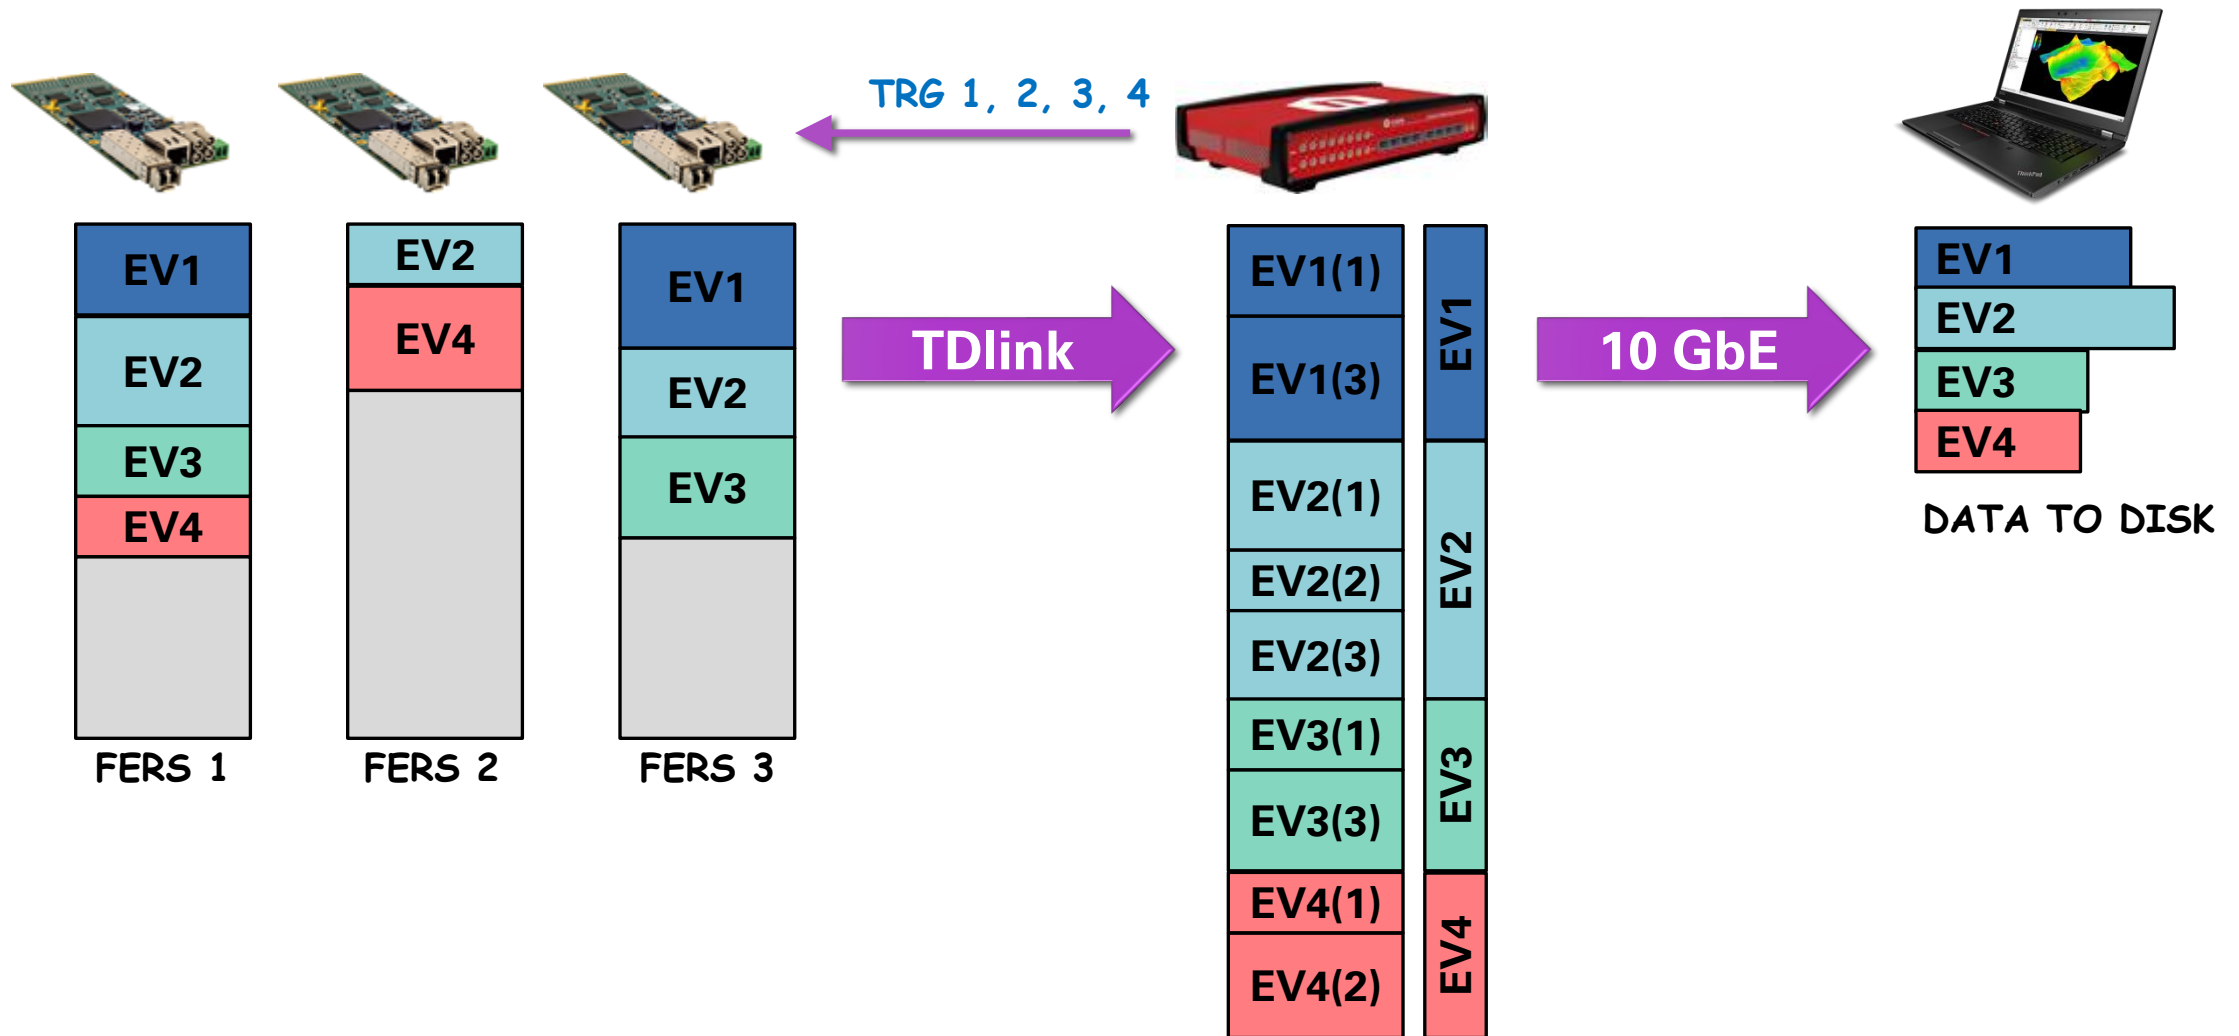 TRG 1, 2, 3, 4
EV1
EV2
EV3
EV4
FERS 1
EV2
EV4
FERS 2
EV1
EV2
EV3
FERS 3
TDlink
EV1(1)
EV1(3)
EV2(1)
EV2(2)
EV2(3)
EV3(1)
EV3(3)
EV4(1)
EV4(2)
EV1
EV2
EV3
EV4
10 GbE
ThinkPad
EV1
EV2
EV3
EV4
DATA TO DISK